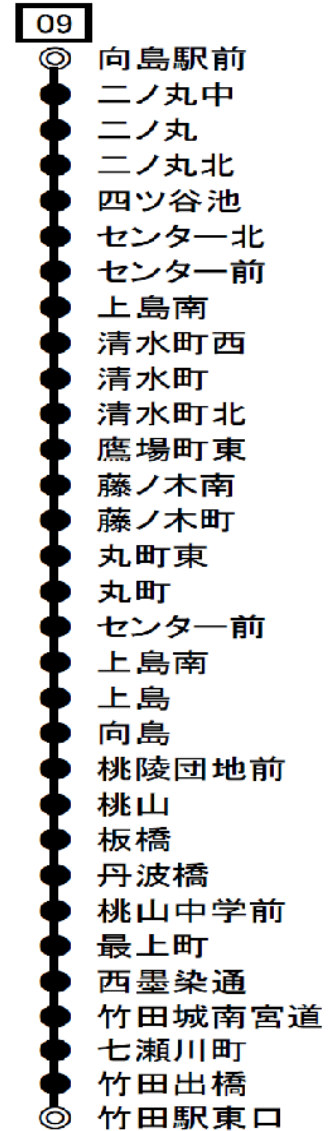 09
向島駅前
二ノ丸中
二ノ丸
二ノ丸北
四ツ谷池
センター北
センター前
上島南
清水町西
清水町
清水町北
鷹場町東
藤ノ木南
藤ノ木町
丸町東
丸町
センター前
上島南
上島
向島
桃陵団地前
桃山
板橋
丹波橋
桃山中学前
最上町
西墨染通
竹田城南宮道
七瀬川町
竹田出橋
竹田駅東口